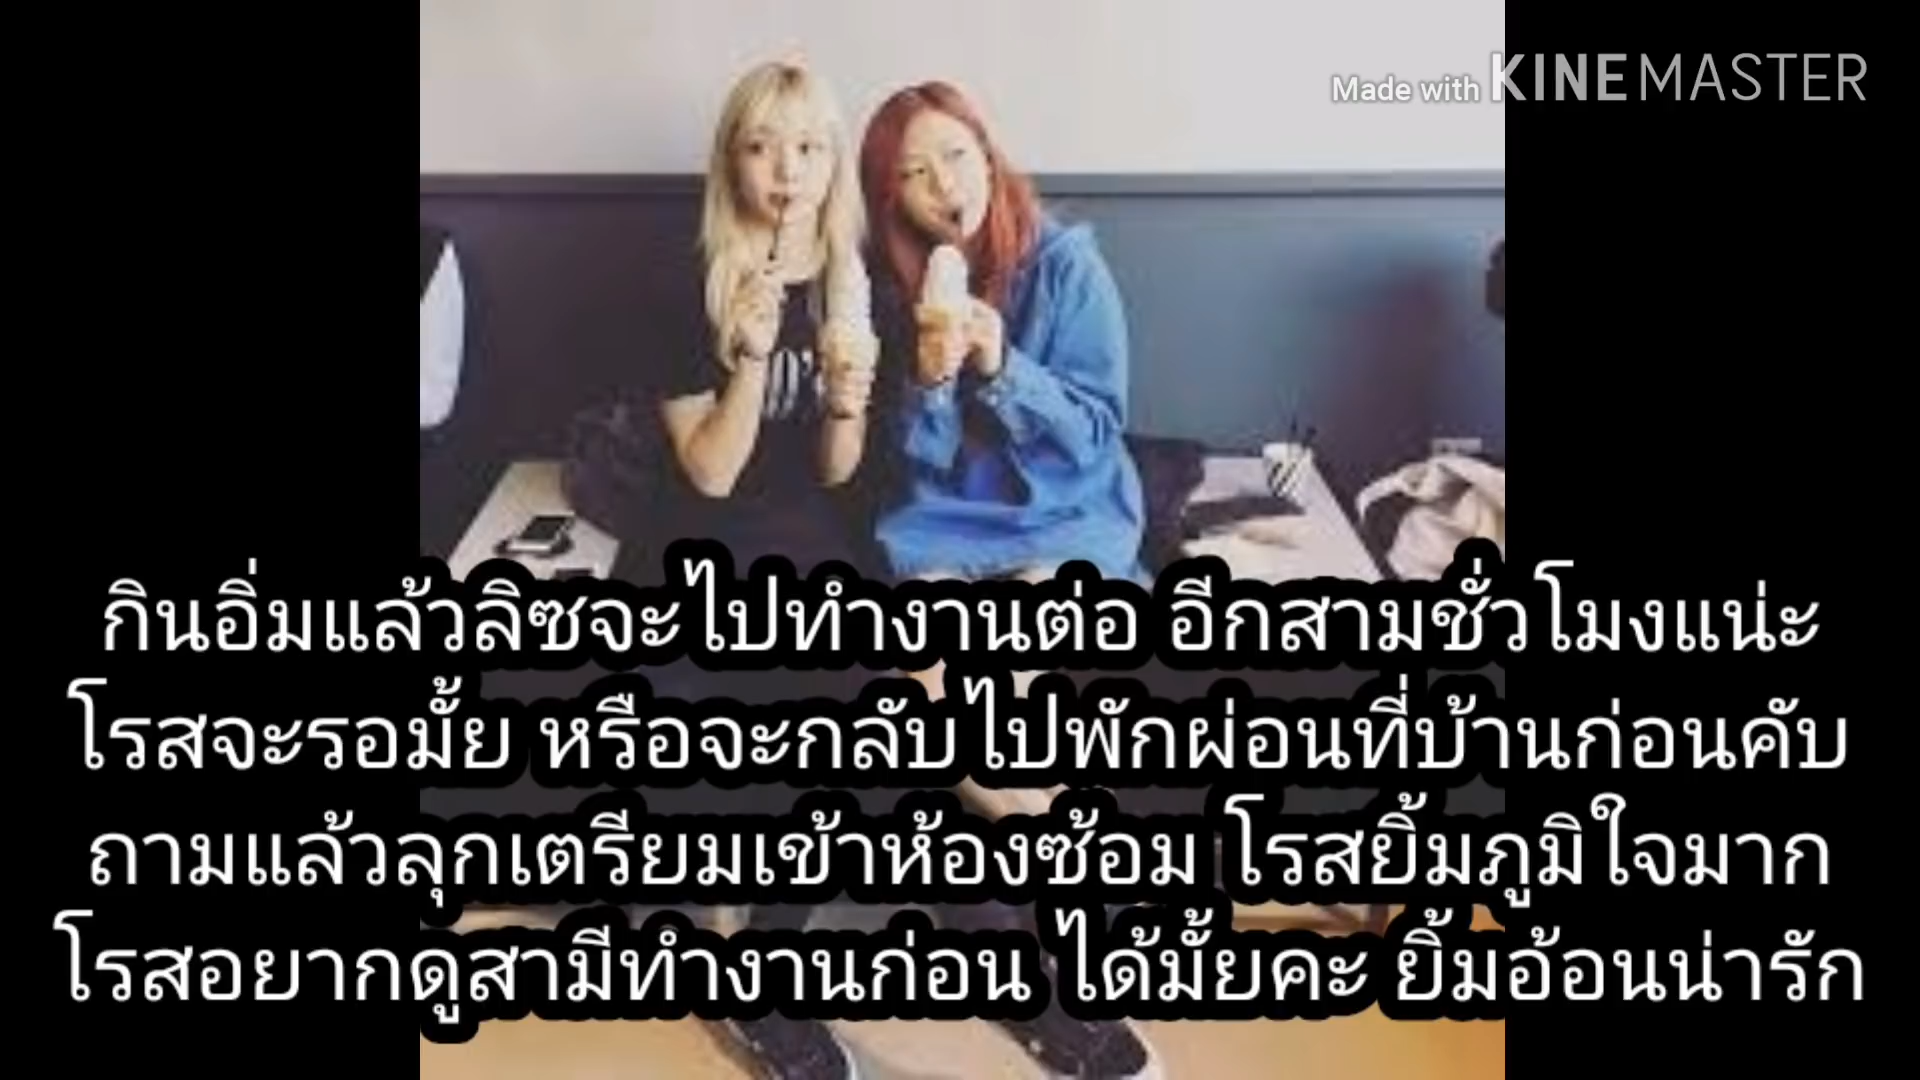 Made with KINEMASTER
กินอิ่มแล้วลิซจะไปทำงานต่อ อีกสามชั่วโมงแน่ะ
โรสจะรอมั้ย หรือจะกลับไปพักผ่อนที่บ้านก่อนคับ
ถามแล้วลุกเตรียมเข้าห้องซ้อม โรสยิ้มภูมิใจมาก
โรสอยากดูสามีทำงานก่อน ได้มั้ยคะ ยิ้มอ้อนน่ารัก